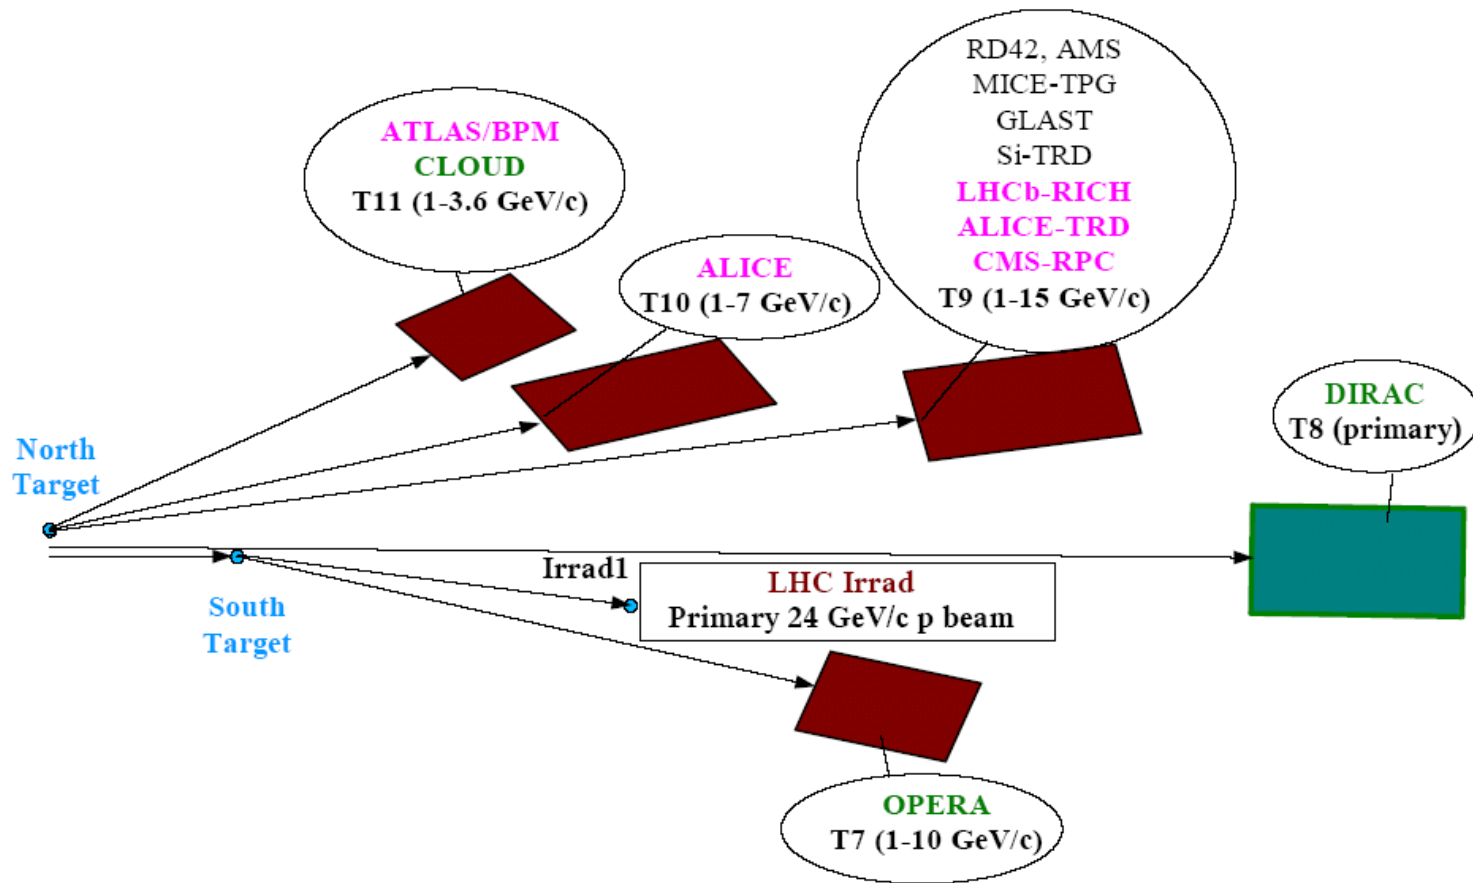 RD42, AMS
MICE-TPG
GLAST
Si-TRD
LHCb-RICH
ALICE-TRD
CMS-RPC
T9 (1-15 GeV/c)
ATLAS/BPM
CLOUD
T11 (1-3.6 GeV/c)
ALICE
T10 (1-7 GeV/c)
DIRAC
T8 (primary)
North
Target
Irrad1
LHC Irrad
Primary 24 GeV/c p beam
South
Target
OPERA
T7 (1-10 GeV/c)